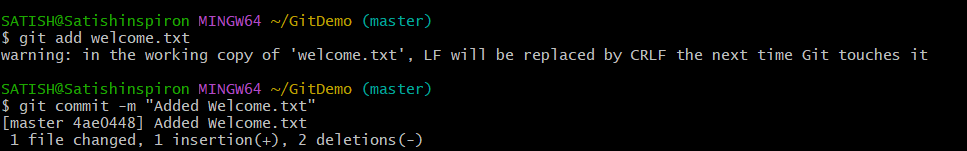 SATISH@Satishinspiron MINGW64 ~/GitDemo (master)
$ git add welcome.txt
warning: in the working copy of 'welcome.txt', LF will be replaced by CRLF the next time Git touches it
SATISH@Satishinspiron MINGW64 ~/GitDemo (master)
$ git commit -m "Added Welcome.txt"
[master 4ae0448] Added Welcome.txt
 1 file changed, 1 insertion(+), 2 deletions(-)